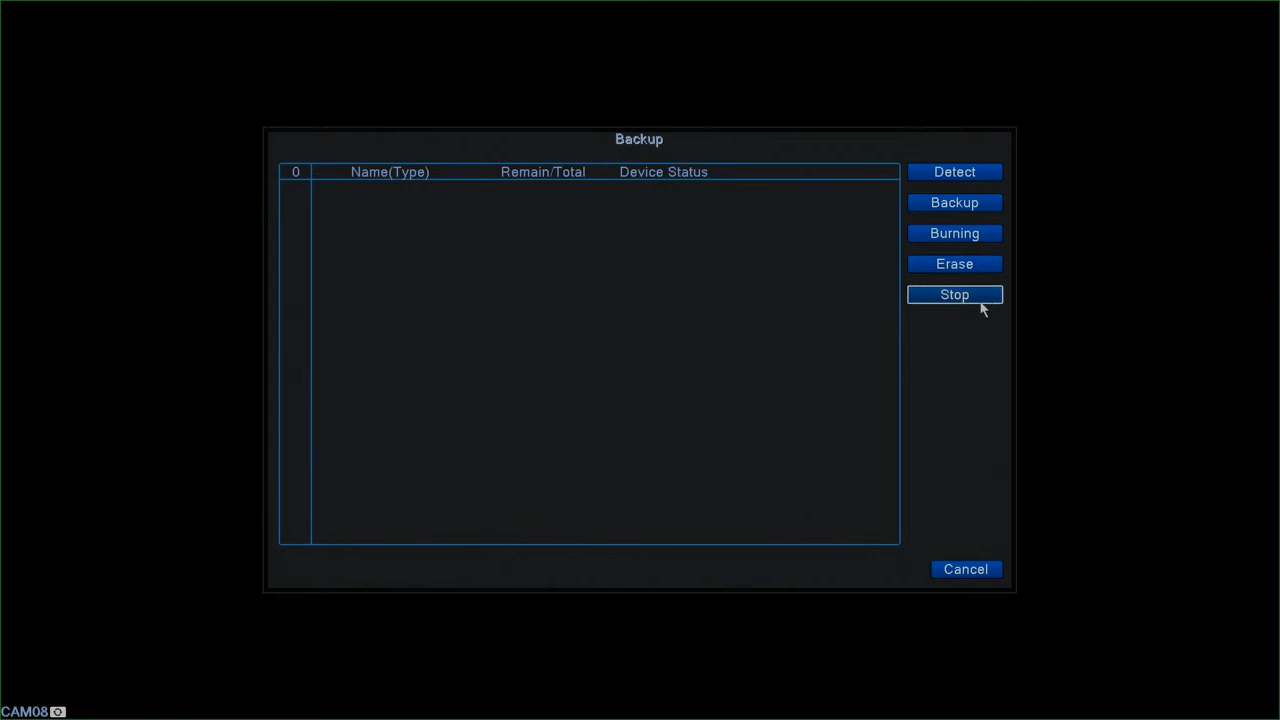 Backup
0 Name(Type) Remain/Total Device Status
Detect
Backup
Burning
Erase
Stop
Cancel
CAM08